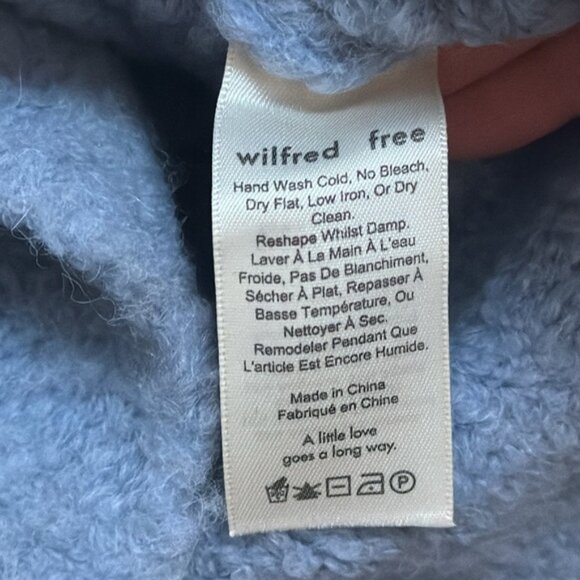 wilfred free
Hand Wash Cold, No Bleach,
Dry Flat, Low Iron, Or Dry
Clean.
Reshape Whilst Damp.
Laver À La Main À L'eau
Froide, Pas De Blanchiment,
Sécher À Plat, Repasser À
Basse Température, Ou
Nettoyer À Sec.
Remodeler Pendant Que
L'article Est Encore Humide.
Made in China
Fabriqué en Chine
A little love
goes a long way.
P